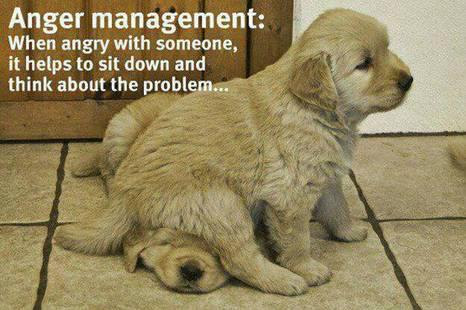 Anger management:
When angry with someone,
it helps to sit down and
think about the problem...